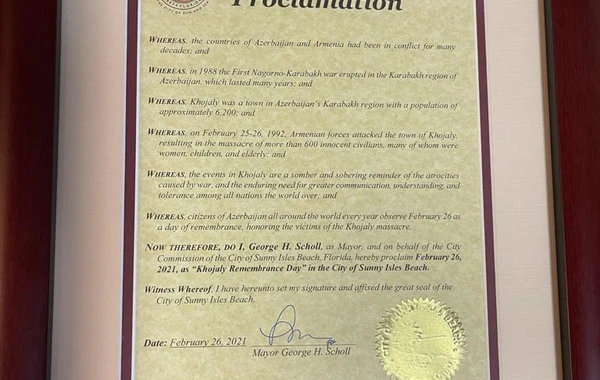 Proclamation
WHEREAS, the countries of Azerbaijan and Armenia had been in conflict for many
decades; and
WHEREAS, in 1988 the First Nagorno-Karabakh war erupted in the Karabakh region of
Azerbaijan, which lasted many years; and
WHEREAS, Khojaly was a town in Azerbaijan's Karabakh region with a population of
approximately 6,200; and
WHEREAS, on February 25-26, 1992, Armenian forces attacked the town of Khojaly,
resulting in the massacre of more than 600 innocent civilians, many of whom were
women, children, and elderly; and
WHEREAS, the events in Khojaly are a somber and sobering reminder of the atrocities
caused by war, and the enduring need for greater communication, understanding, and
tolerance among all nations the world over; and
WHEREAS, citizens of Azerbaijan all around the world every year observe February 26 as
a day of remembrance, honoring the victims of the Khojaly massacre.
NOW THEREFORE, DO I, George H. Scholl, as Mayor, and on behalf of the City
Commission of the City of Sunny Isles Beach, Florida, hereby proclaim February 26,
2021, as "Khojaly Remembrance Day" in the City of Sunny Isles Beach.
Witness Whereof, I have hereunto set my signature and affixed the great seal of the
City of Sunny Isles Beach.
Date: February 26, 2021
Mayor George H. Scholl